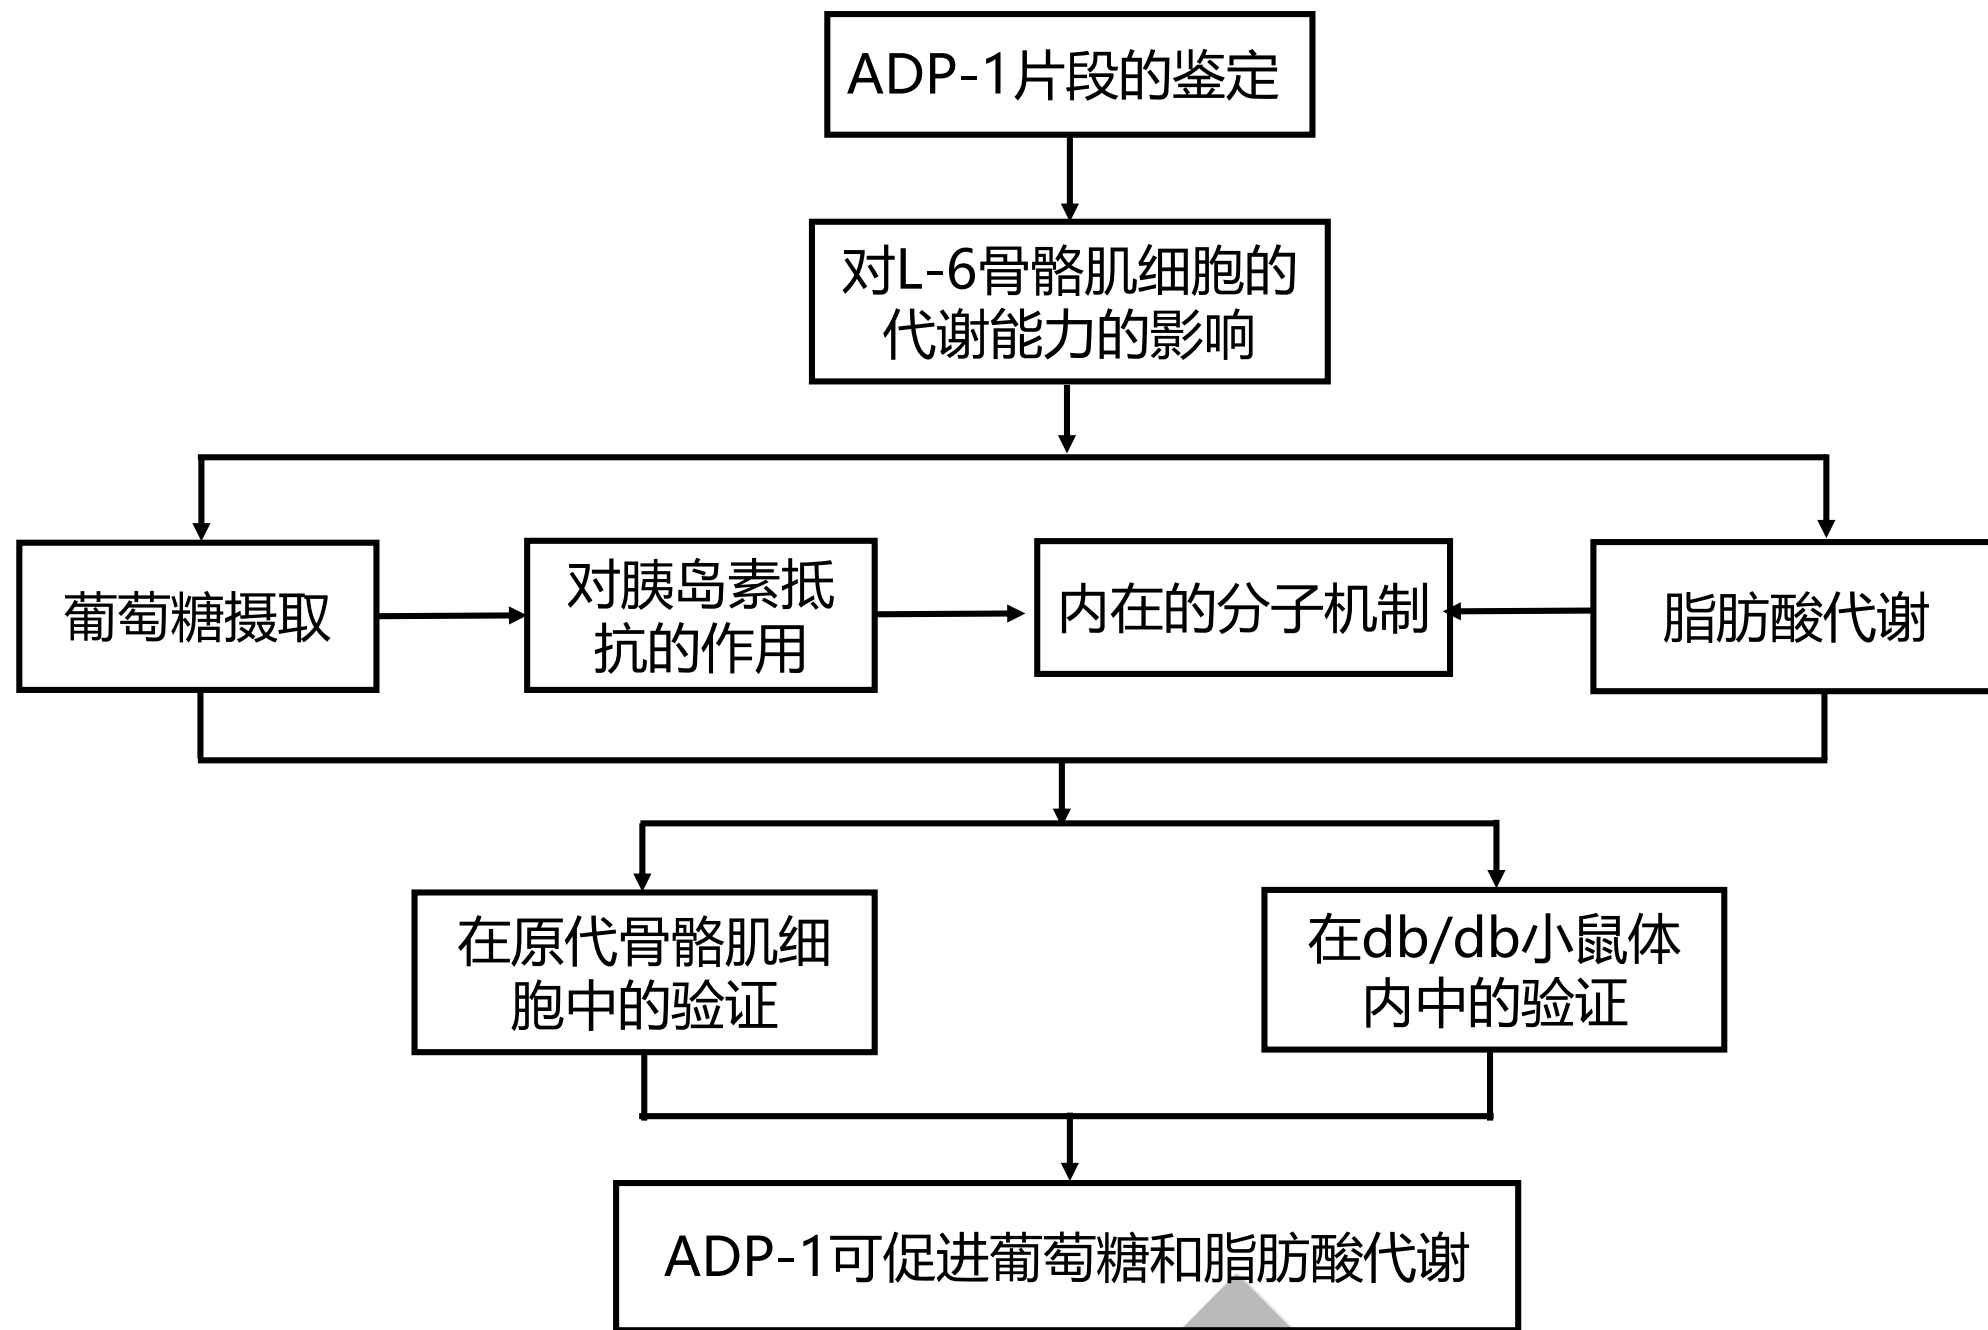 ADP-1片段的鉴定
对L-6骨骼肌细胞的
代谢能力的影响
葡萄糖摄取
对胰岛素抵
抗的作用
内在的分子机制
脂肪酸代谢
在原代骨骼肌细
胞中的验证
在db/db小鼠体
内中的验证
ADP-1可促进葡萄糖和脂肪酸代谢